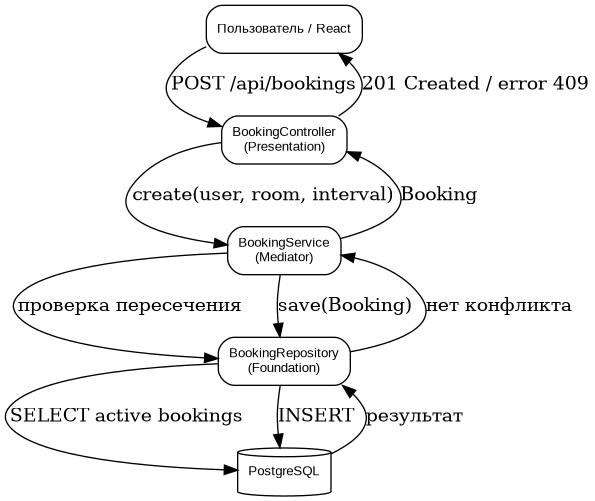 Пользователь / React
POST /api/bookings
201 Created / error 409
BookingController
(Presentation)
create(user, room, interval)
Booking
BookingService
(Mediator)
проверка пересечения
save(Booking)
нет конфликта
BookingRepository
(Foundation)
SELECT active bookings
INSERT
результат
PostgreSQL